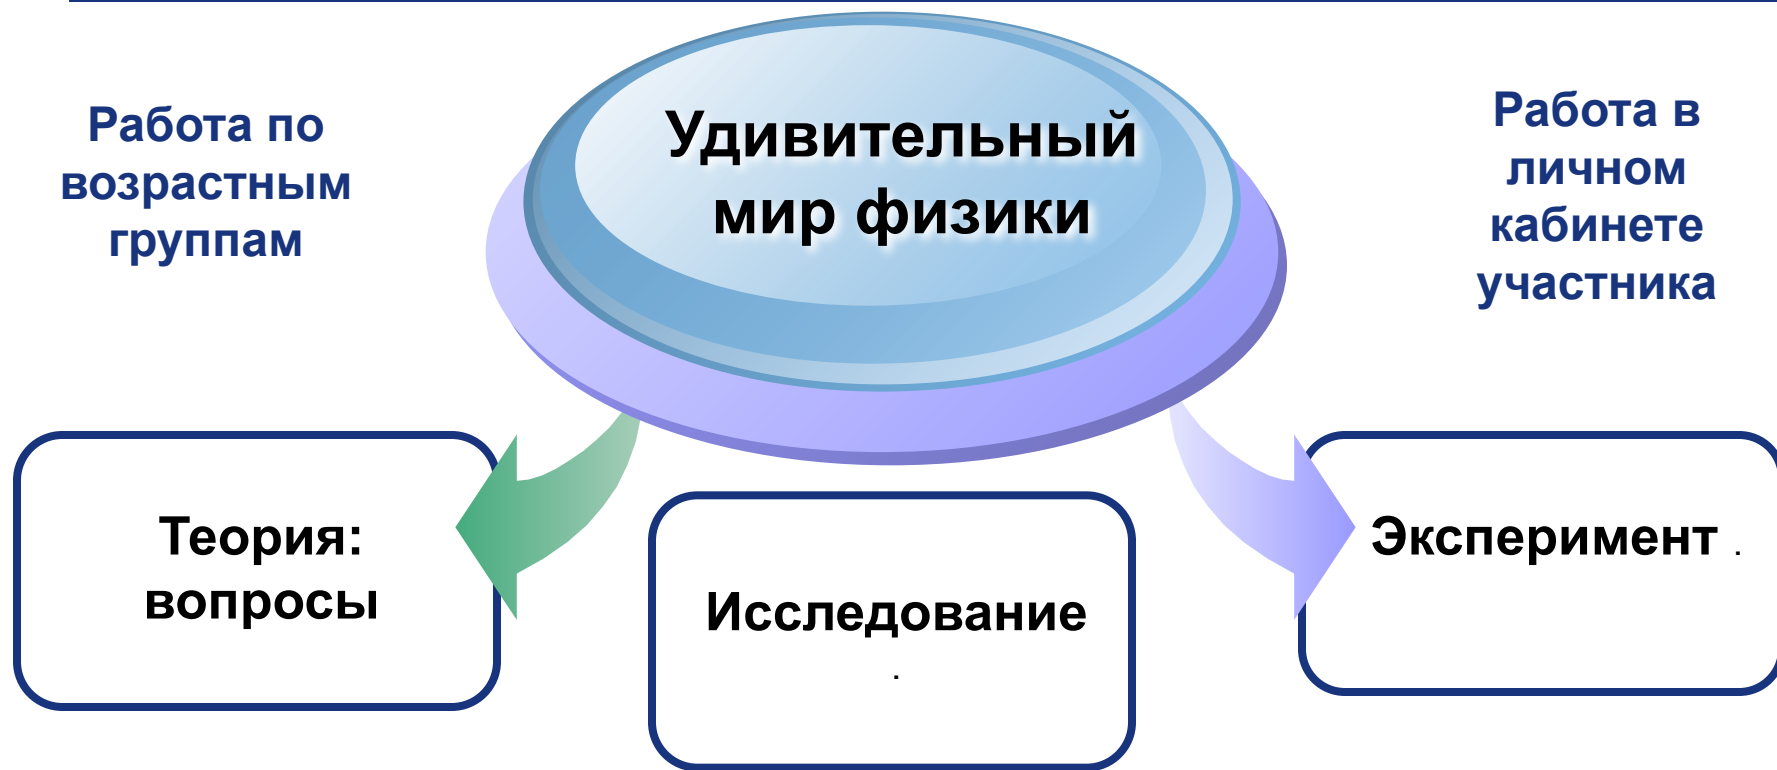 Работа по
возрастным
группам
Удивительный
мир физики
Работа в
личном
кабинете
участника
Теория:
вопросы
Исследование
.
Эксперимент .